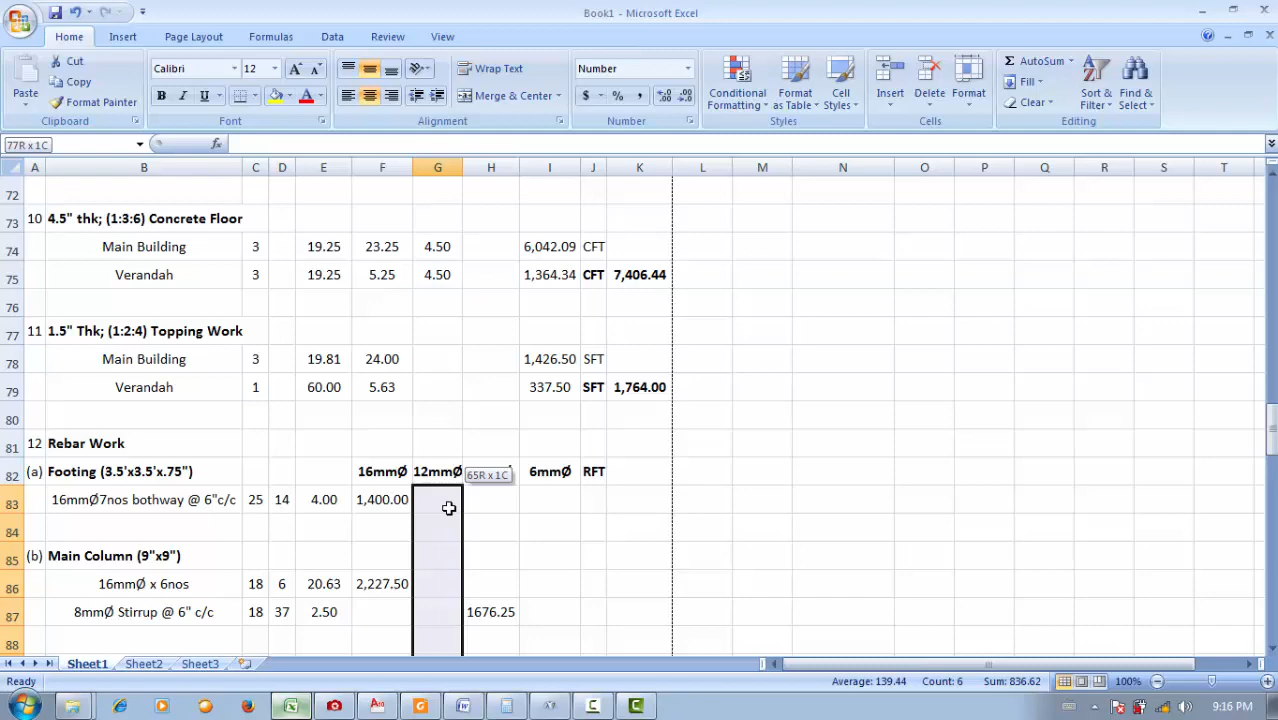 Book1 - Microsoft Excel
Home Insert Page Layout Formulas Data Review View
Paste Cut Calibri 12 Wrap Text Number Conditional Formatting Format as Table Cell Styles Insert Delete Format AutoSum Sort & Filter Find & Select
Copy Fill
Format Painter B I U A Merge & Center $ % , Clear
Clipboard Font Alignment Number Styles Cells Editing
77R x 1C fx
A B C D E F G H I J K L M N O P Q R S T
72
73 10 4.5" thk; (1:3:6) Concrete Floor
74 Main Building 3 19.25 23.25 4.50 6,042.09 CFT
75 Verandah 3 19.25 5.25 4.50 1,364.34 CFT 7,406.44
76
77 11 1.5" Thk; (1:2:4) Topping Work
78 Main Building 3 19.81 24.00 1,426.50 SFT
79 Verandah 1 60.00 5.63 337.50 SFT 1,764.00
80
81 12 Rebar Work
82 (a) Footing (3.5'x3.5'x.75") 16mmØ 12mmØ 65R x 1C 6mmØ RFT
83 16mmØ7nos bothway @ 6"c/c 25 14 4.00 1,400.00
84
85 (b) Main Column (9"x9")
86 16mmØ x 6nos 18 6 20.63 2,227.50
87 8mmØ Stirrup @ 6" c/c 18 37 2.50 1676.25
88
Sheet1 Sheet2 Sheet3
Ready Average: 139.44 Count: 6 Sum: 836.62 100%
9:16 PM